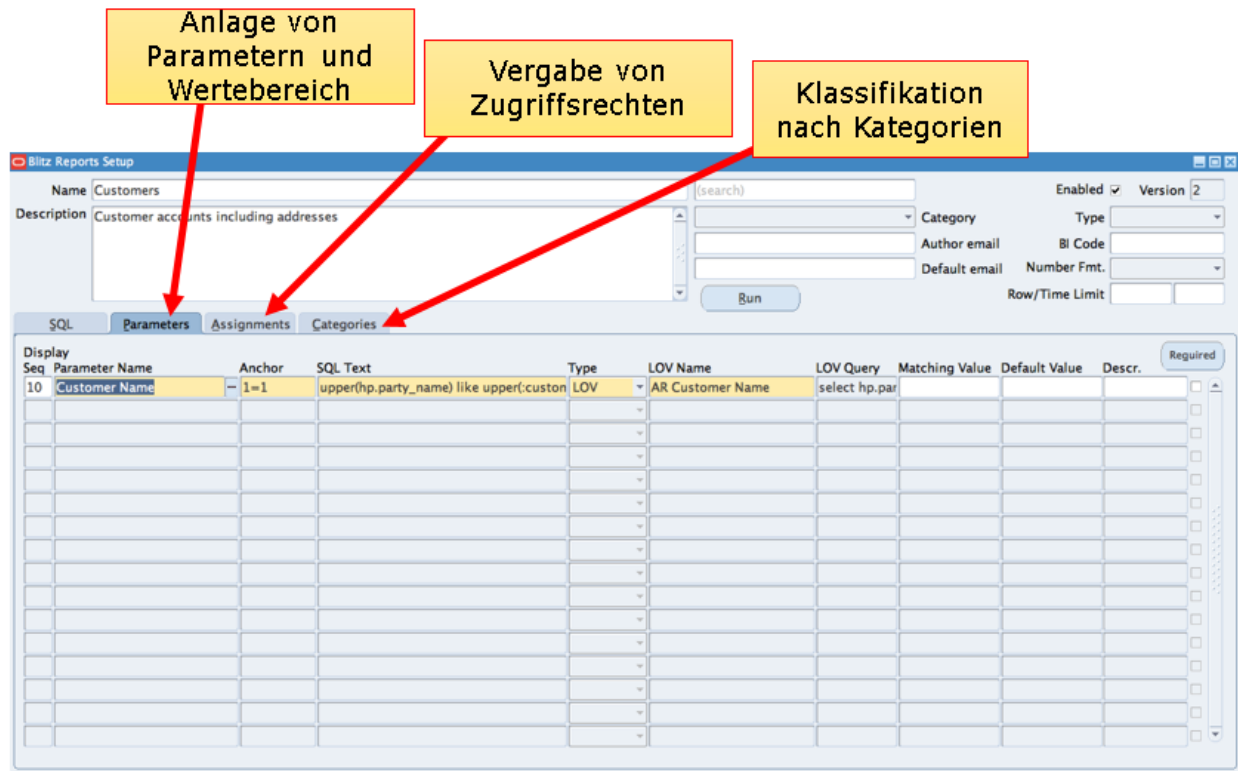 Anlage von
Parametern und
Wertebereich
Vergabe von
Zugriffsrechten
Klassifikation
nach Kategorien
Blitz Reports Setup
Name Customers (search) Enabled Version 2
Description Customer accounts including addresses Category Type
Author email BI Code
Default email Number Fmt.
Run Row/Time Limit
SQL Parameters Assignments Categories
Display Required
Seq Parameter Name Anchor SQL Text Type LOV Name LOV Query Matching Value Default Value Descr.
10 Customer Name 1=1 upper(hp.party_name) like upper(:custon LOV AR Customer Name select hp.par